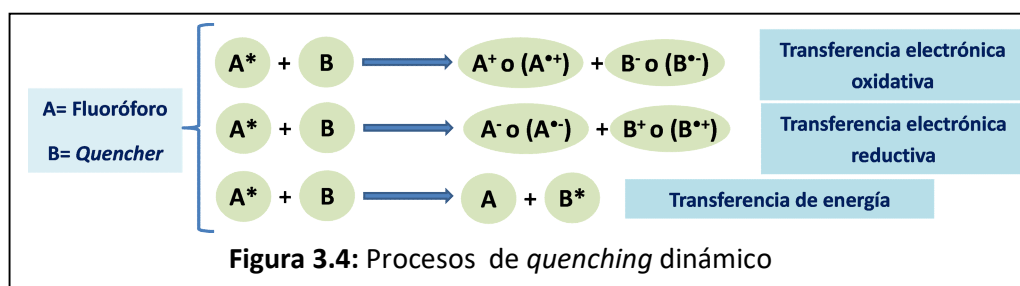 A* + B A⁺ o (A•⁺) + B⁻ o (B•⁻) Transferencia electrónica
oxidativa
A= Fluoróforo
B= Quencher
A* + B A⁻ o (A•⁻) + B⁺ o (B•⁺) Transferencia electrónica
reductiva
A* + B A + B* Transferencia de energía
Figura 3.4: Procesos de quenching dinámico